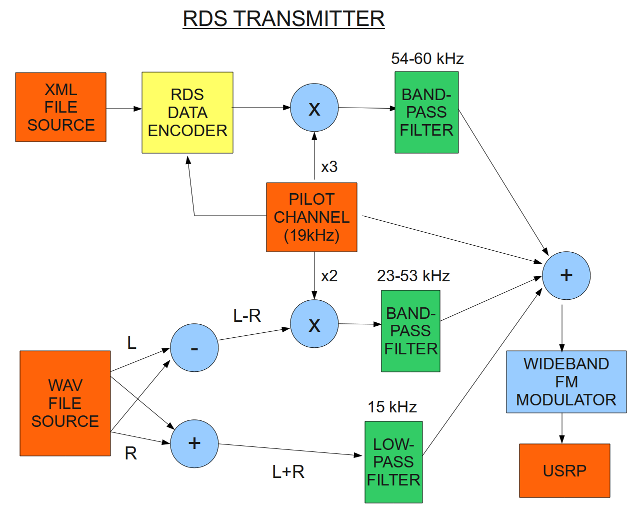 RDS TRANSMITTER
54-60 kHz
XML
FILE
SOURCE
RDS
DATA
ENCODER
X
BAND-
PASS
FILTER
x3
PILOT
CHANNEL
(19kHz)
x2
23-53 kHz
+
L-R
X
BAND-
PASS
FILTER
L
-
WAV
FILE
SOURCE
WIDEBAND
FM
MODULATOR
15 kHz
R
+
L+R
LOW-
PASS
FILTER
USRP